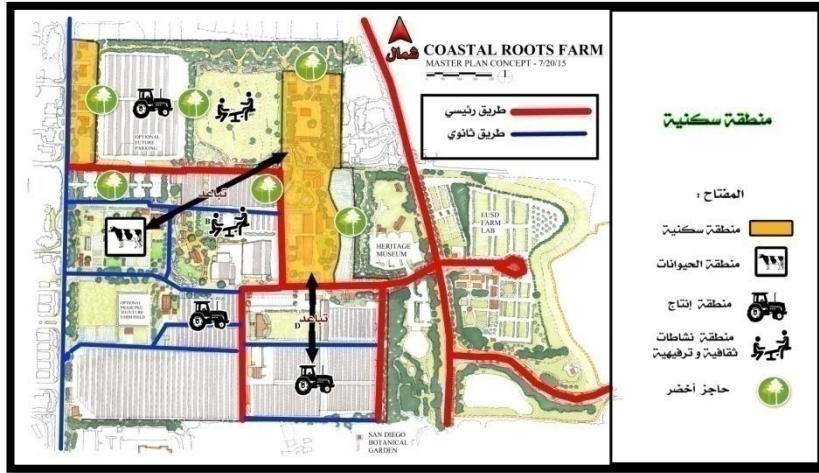 شمال
COASTAL ROOTS FARM
MASTER PLAN CONCEPT - 7/20/15
طريق رئيسي
طريق ثانوي
OPTIONAL
FUTURE
PARKING
تباعد
B
HERITAGE
MUSEUM
EUSD
FARM
LAB
OPTIONAL
تباعد
D
SAN DIEGO
BOTANICAL
GARDEN
منطقة سكنية
المفتاح :
منطقة سكنية
منطقة الحيوانات
منطقة إنتاج
منطقة نشاطات
ثقافية و ترفيهية
حاجز أخضر